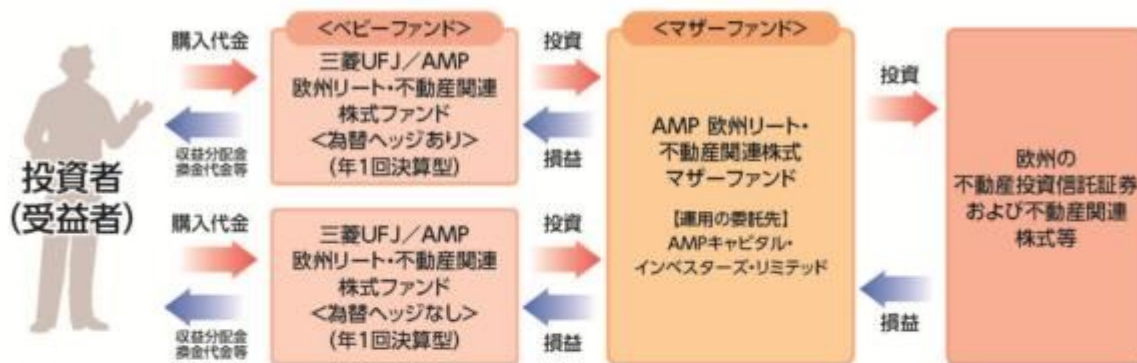 投資者
(受益者)
購入代金
収益分配金
換金代金等
購入代金
収益分配金
換金代金等
<ベビーファンド>
三菱UFJ/AMP
欧州リート・不動産関連
株式ファンド
<為替ヘッジあり>
(年1回決算型)
三菱UFJ/AMP
欧州リート・不動産関連
株式ファンド
<為替ヘッジなし>
(年1回決算型)
投資
損益
投資
損益
<マザーファンド>
AMP 欧州リート・
不動産関連株式
マザーファンド
【運用の委託先】
AMPキャピタル・
インベスターズ・リミテッド
投資
損益
欧州の
不動産投資信託証券
および不動産関連
株式等